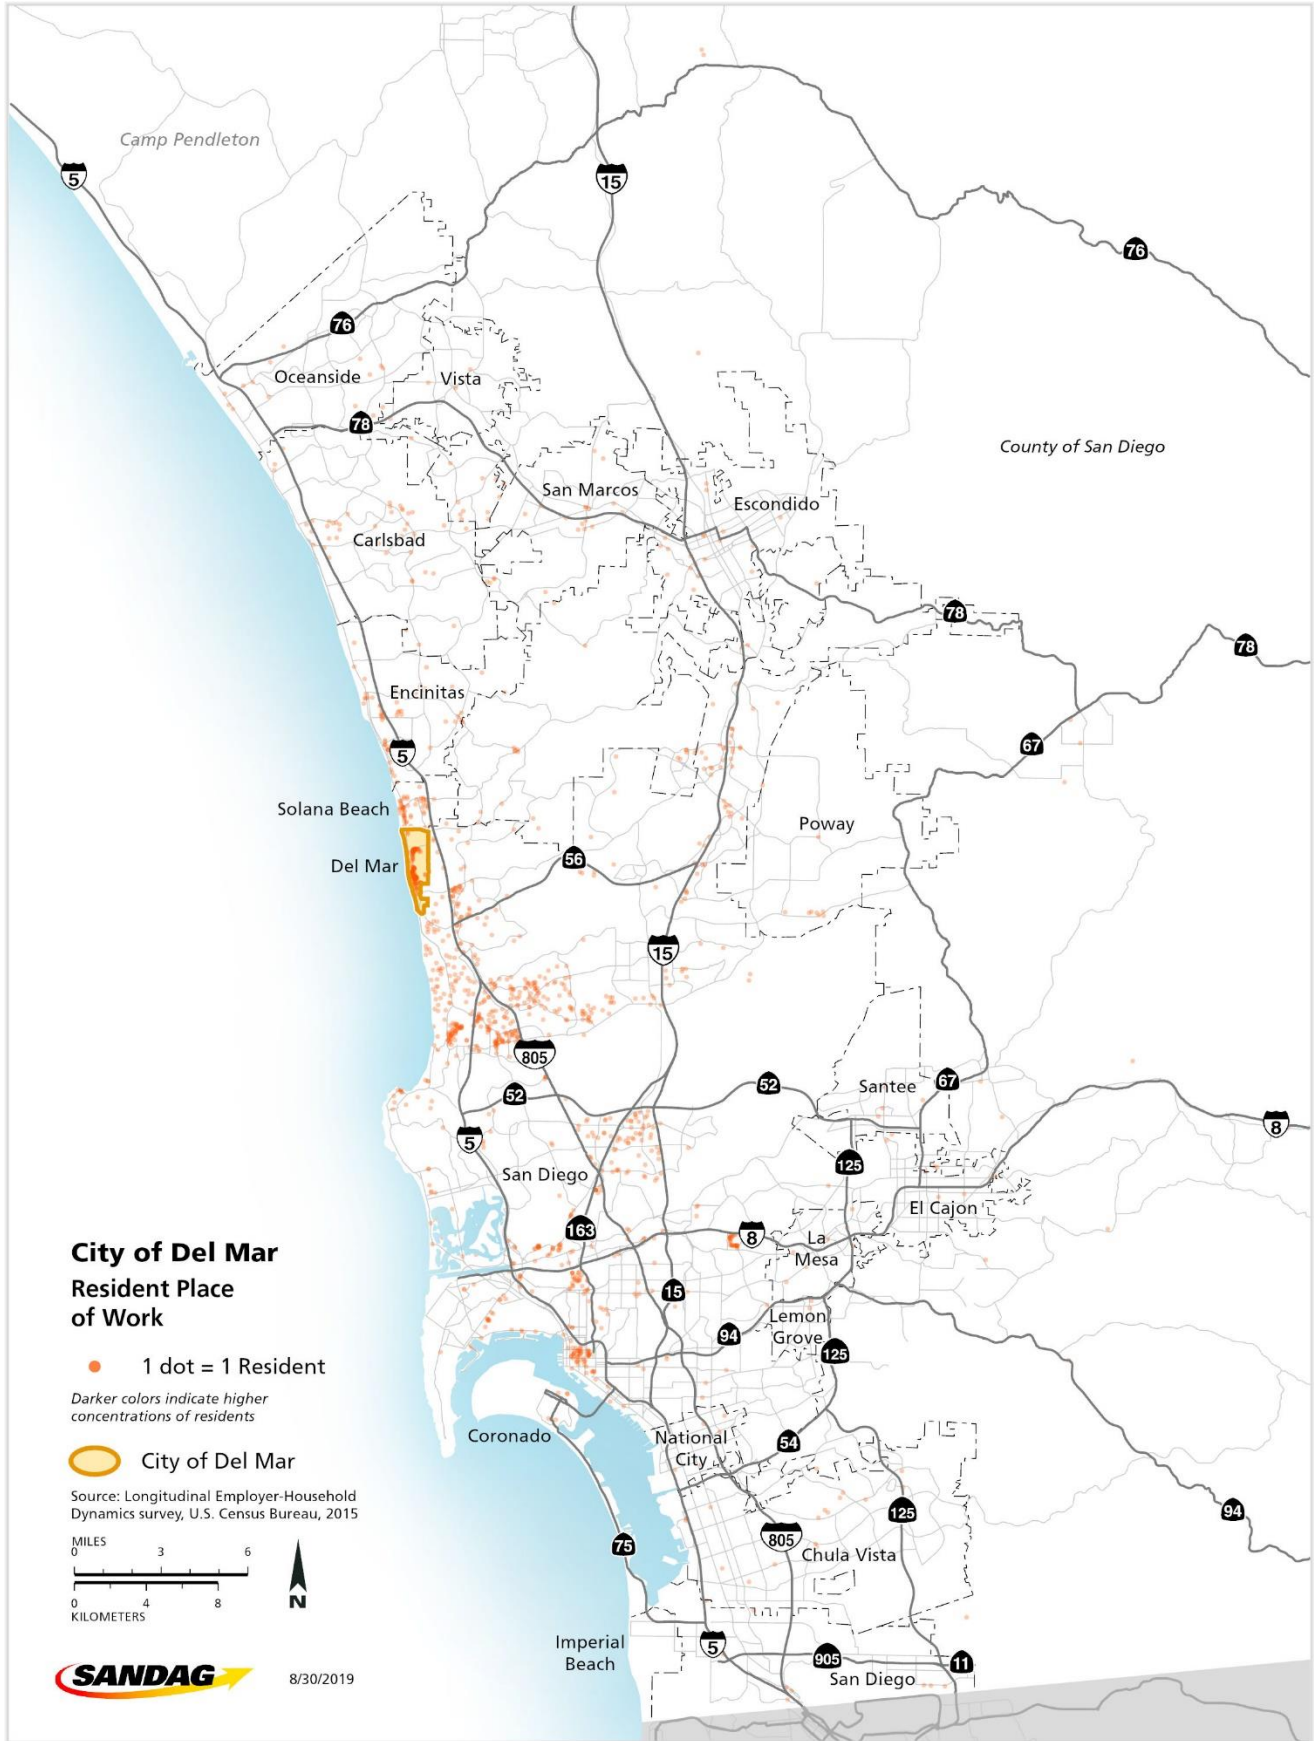 Camp Pendleton
5
15
76
76
Oceanside
Vista
78
County of San Diego
San Marcos
Escondido
Carlsbad
78
78
Encinitas
67
5
Solana Beach
Poway
Del Mar
56
15
805
52
52
Santee
67
5
8
125
San Diego
El Cajon
163
8
La
Mesa
15
Lemon
Grove
94
125
Coronado
National
City
54
125
94
805
75
Chula Vista
Imperial
Beach
5
905
11
San Diego
City of Del Mar
Resident Place
of Work
1 dot = 1 Resident
Darker colors indicate higher
concentrations of residents
City of Del Mar
Source: Longitudinal Employer-Household
Dynamics survey, U.S. Census Bureau, 2015
MILES
0 3 6
0 4 8
KILOMETERS
N
SANDAG
8/30/2019